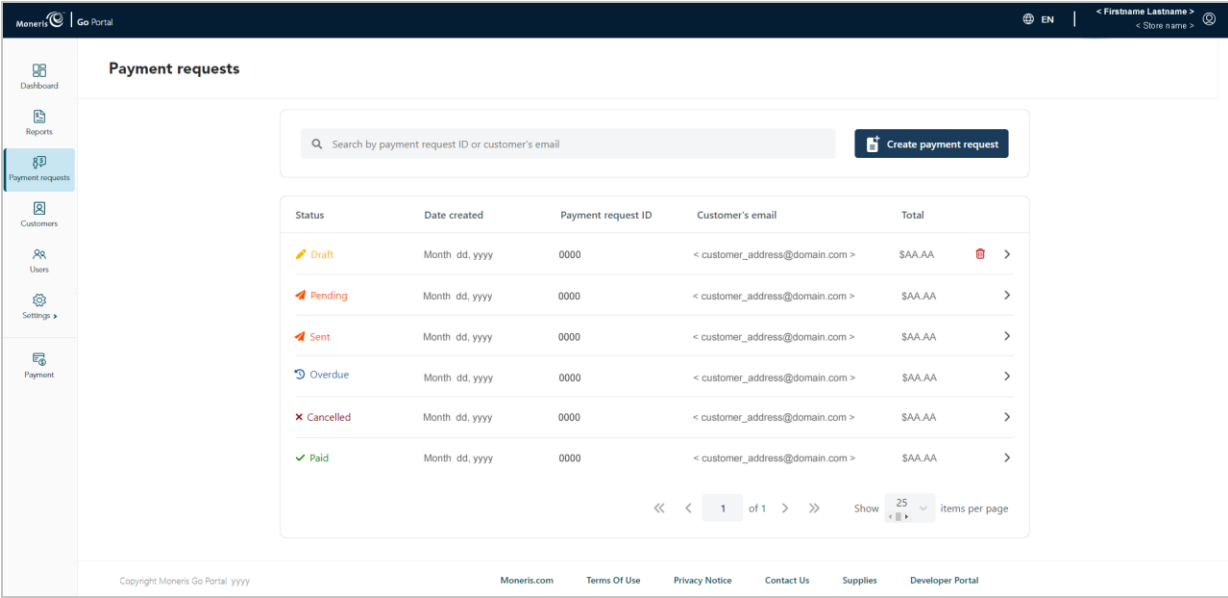 Moneris Go Portal
EN
< Firstname Lastname >
< Store name >
Dashboard
Reports
Payment requests
Customers
Users
Settings
Payment
Payment requests
Search by payment request ID or customer's email
Create payment request
Status Date created Payment request ID Customer's email Total
Draft Month dd, yyyy 0000 < customer_address@domain.com > $AA.AA
Pending Month dd, yyyy 0000 < customer_address@domain.com > $AA.AA
Sent Month dd, yyyy 0000 < customer_address@domain.com > $AA.AA
Overdue Month dd, yyyy 0000 < customer_address@domain.com > $AA.AA
Cancelled Month dd, yyyy 0000 < customer_address@domain.com > $AA.AA
Paid Month dd, yyyy 0000 < customer_address@domain.com > $AA.AA
1 of 1 Show 25 items per page
Copyright Moneris Go Portal yyyy Moneris.com Terms Of Use Privacy Notice Contact Us Supplies Developer Portal